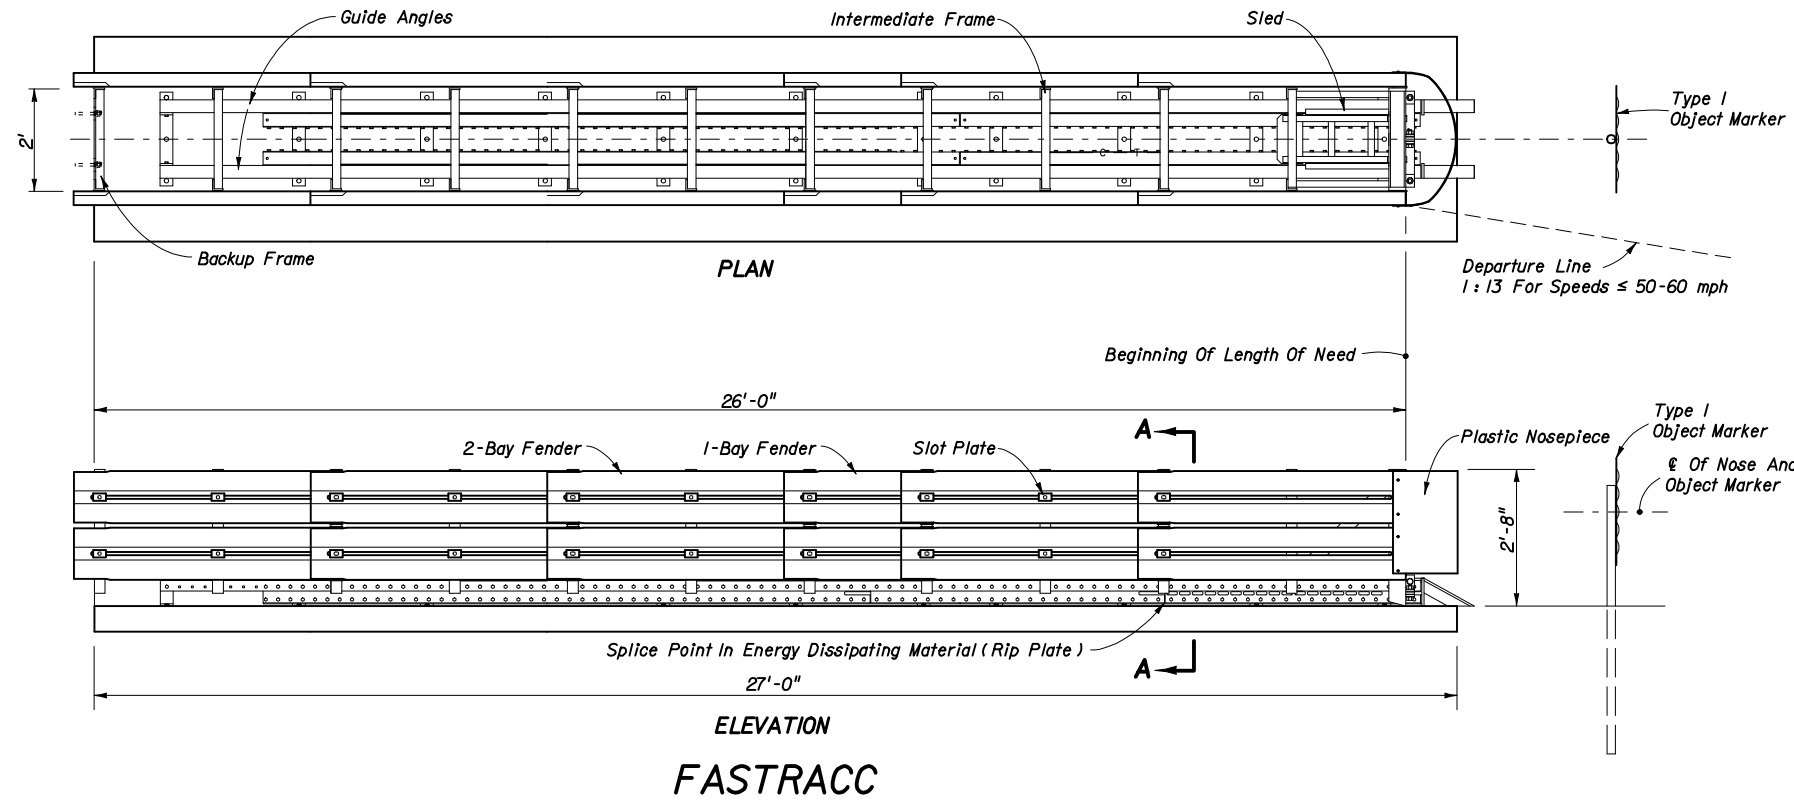 Guide Angles
Intermediate Frame
Sled
Type I
Object Marker
2'
C T
Backup Frame
PLAN
Departure Line
1:13 For Speeds ≤ 50-60 mph
Beginning Of Length Of Need
26'-0"
A
2-Bay Fender
1-Bay Fender
Slot Plate
Plastic Nosepiece
Type I
Object Marker
℄ Of Nose And
Object Marker
2'-8"
Splice Point In Energy Dissipating Material (Rip Plate)
A
27'-0"
ELEVATION
FASTRACC